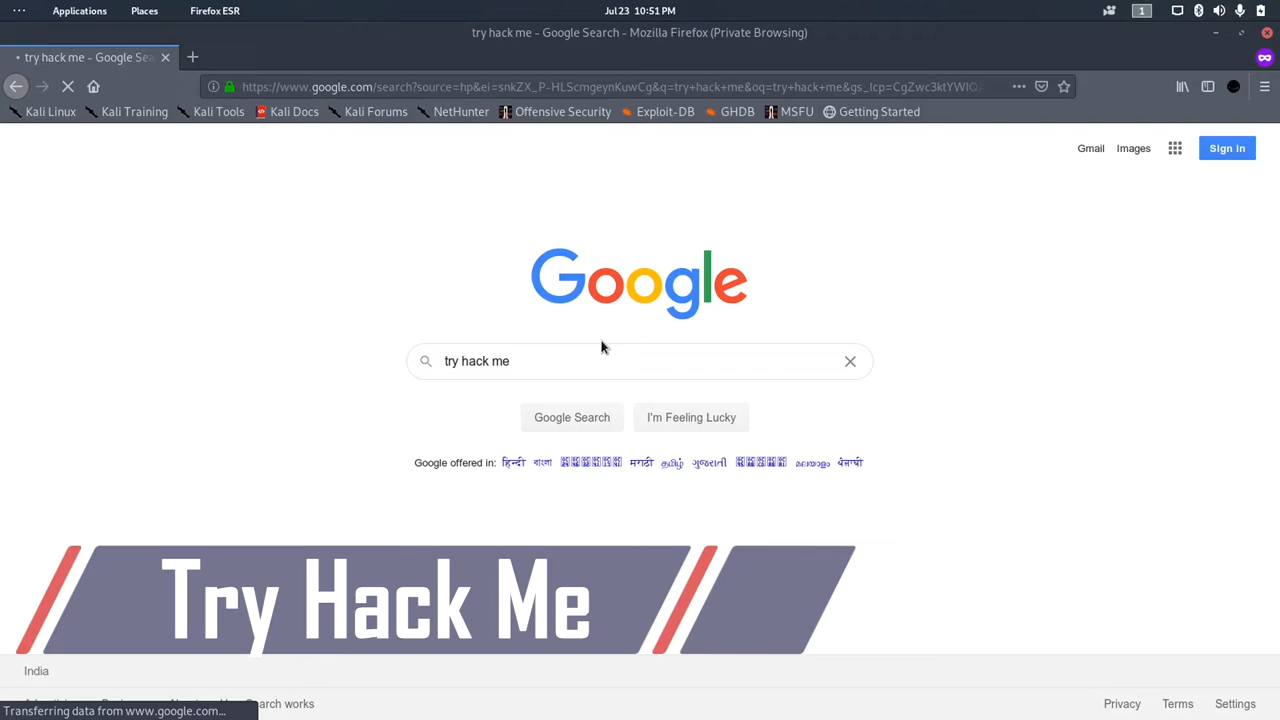 Applications Places Firefox ESR Jul 23 10:51 PM 1
try hack me - Google Search - Mozilla Firefox (Private Browsing)
try hack me - Google Sea
https://www.google.com/search?source=hp&ei=snkZX_P-HLScmgeynKuwCg&q=try+hack+me&oq=try+hack+me&gs_lcp=CgZwc3ktYWIQ
Kali Linux Kali Training Kali Tools Kali Docs Kali Forums NetHunter Offensive Security Exploit-DB GHDB MSFU Getting Started
Gmail Images Sign in
Google
try hack me
Google Search I'm Feeling Lucky
Google offered in: हिन्दी বাংলা मराठी தமிழ் ગુજરાતી മലയാളം ਪੰਜਾਬੀ
Try Hack Me
India
Search works Privacy Terms Settings
Transferring data from www.google.com...